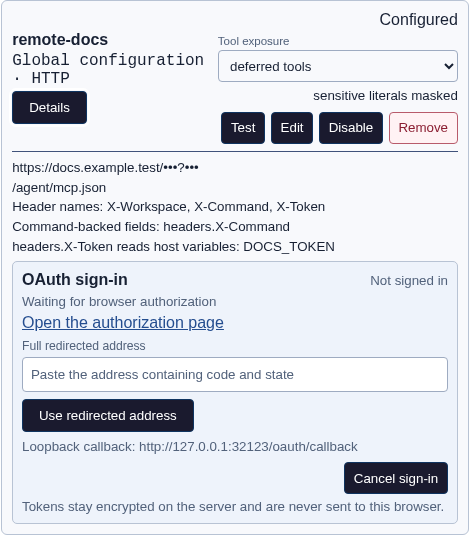 Configured
remote-docs
Global configuration
· HTTP
Details
Tool exposure
deferred tools
sensitive literals masked
Test
Edit
Disable
Remove
https://docs.example.test/•••?•••
/agent/mcp.json
Header names: X-Workspace, X-Command, X-Token
Command-backed fields: headers.X-Command
headers.X-Token reads host variables: DOCS_TOKEN
OAuth sign-in
Not signed in
Waiting for browser authorization
Open the authorization page
Full redirected address
Paste the address containing code and state
Use redirected address
Loopback callback: http://127.0.0.1:32123/oauth/callback
Cancel sign-in
Tokens stay encrypted on the server and are never sent to this browser.